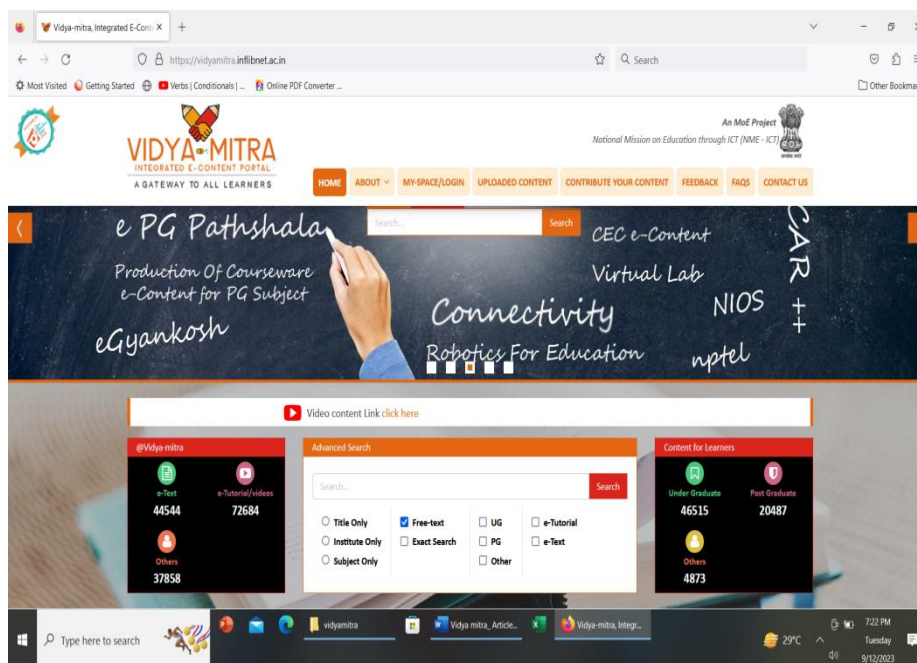 Vidya-mitra, Integrated E-Conte
https://vidyamitra.inflibnet.ac.in
Search
Most Visited Getting Started Verbs | Conditionals | ... Online PDF Converter ...
Other Bookmar
VIDYA-MITRA
INTEGRATED E-CONTENT PORTAL
A GATEWAY TO ALL LEARNERS
An MoE Project
National Mission on Education through ICT (NME - ICT)
HOME ABOUT MY-SPACE/LOGIN UPLOADED CONTENT CONTRIBUTE YOUR CONTENT FEEDBACK FAQS CONTACT US
Search... Search
e PG Pathshala
Production Of Courseware
e-Content for PG Subject
eGyankosh
CEC e-Content
Virtual Lab
Connectivity
NIOS
Robotics For Education
nptel
CAR ++
Video content Link click here
@Vidya-mitra
e-Text e-Tutorial/videos
44544 72684
Others
37858
Advanced Search
Search... Search
Title Only Free-text UG e-Tutorial
Institute Only Exact Search PG e-Text
Subject Only Other
Content for Learners
Under Graduate Post Graduate
46515 20487
Others
4873
Type here to search
vidyamitra
Vidya mitra_Article...
Vidya-mitra, Integr...
29°C
7:22 PM
Tuesday
9/12/2023